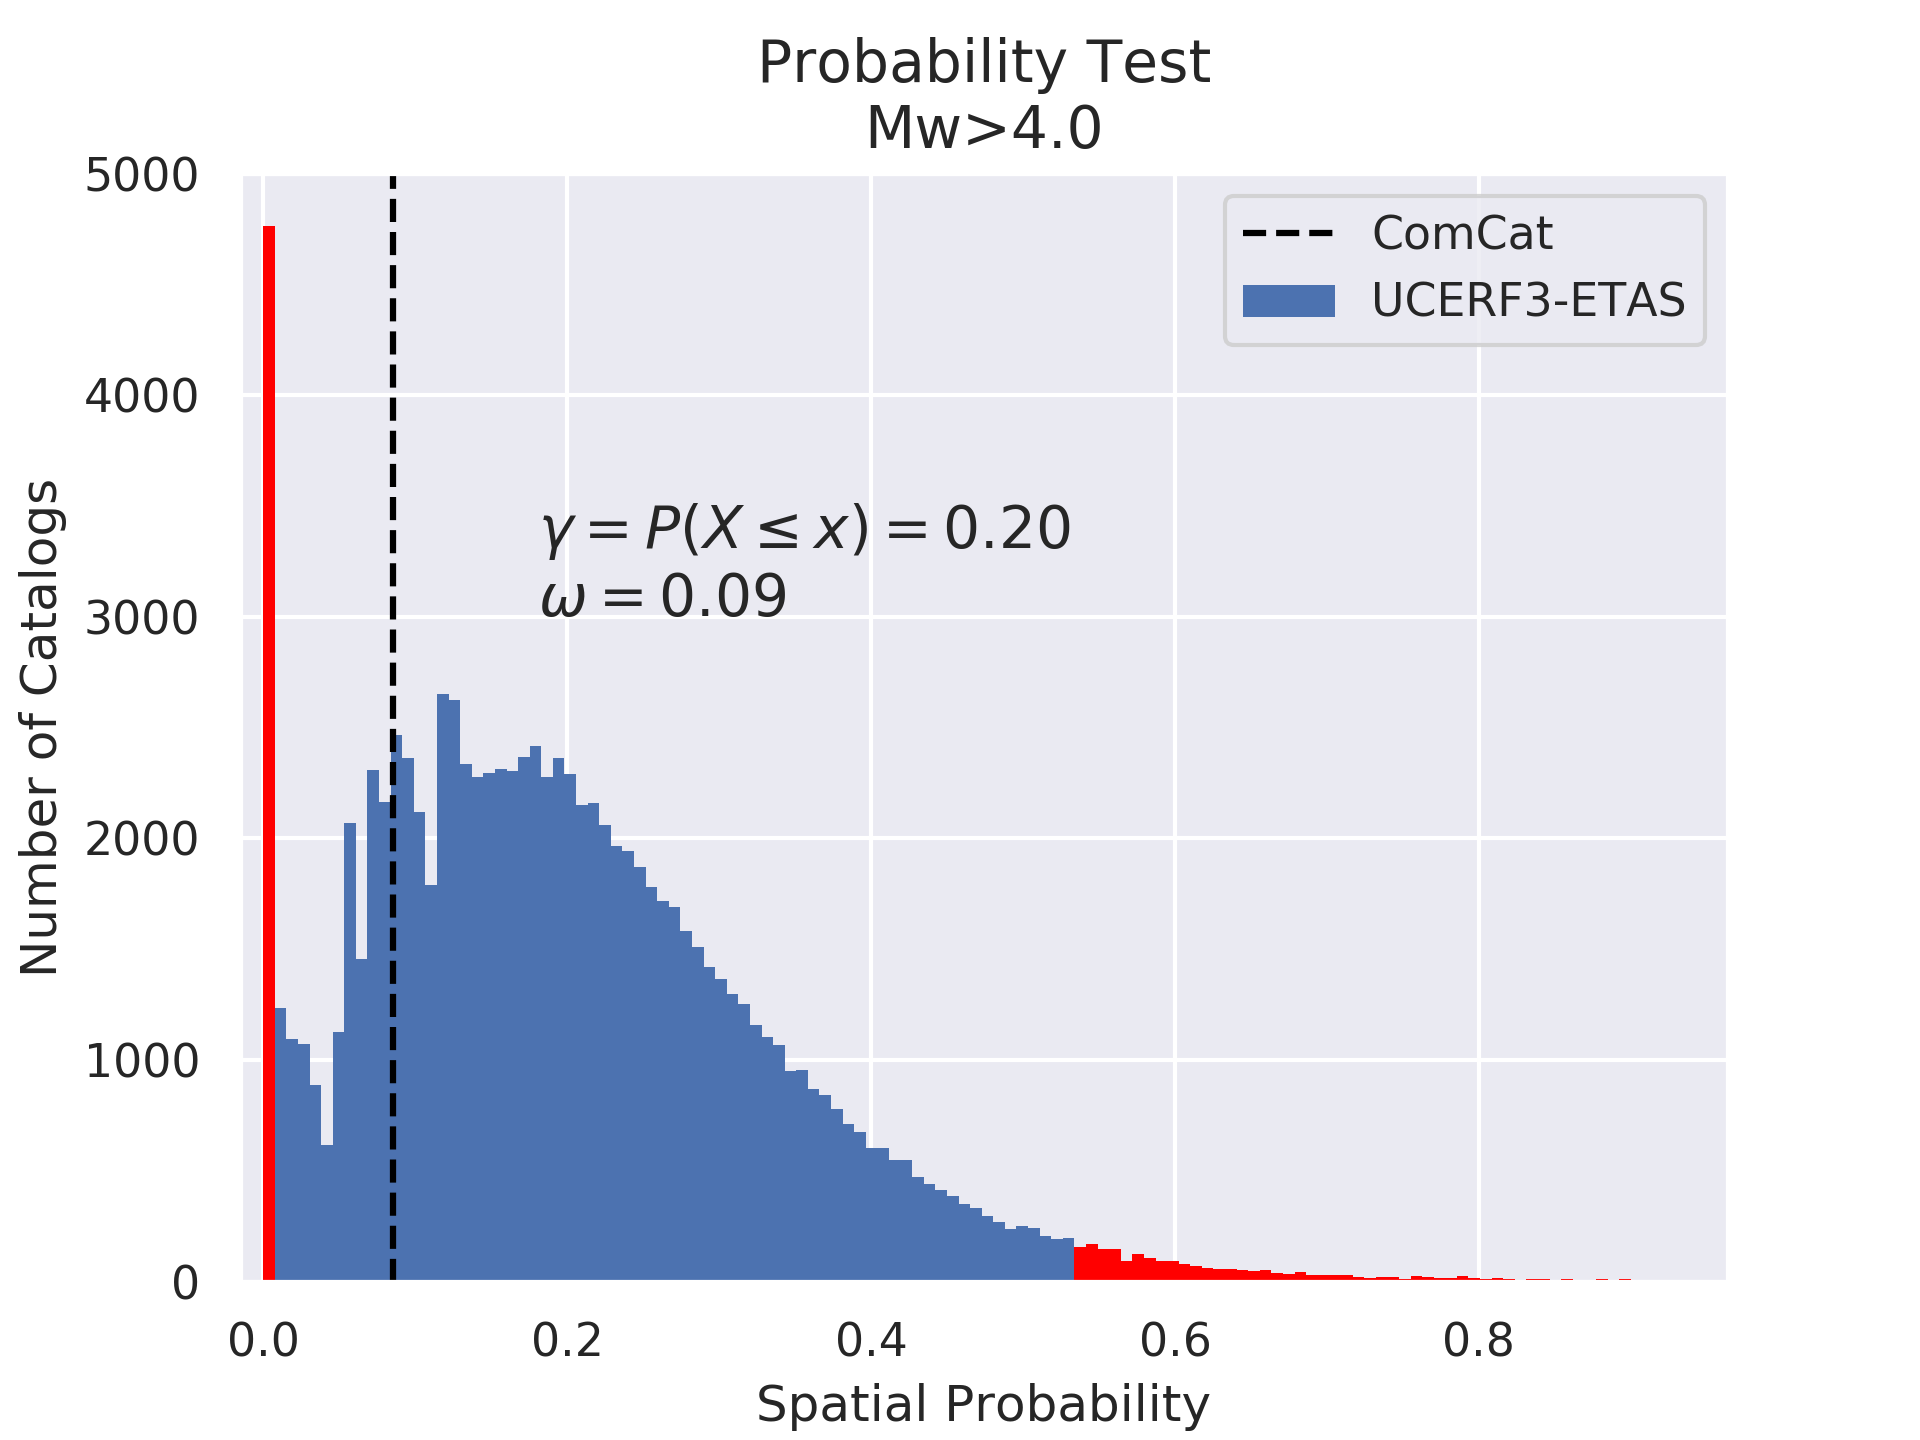 Probability Test
Mw>4.0
5000
4000
3000
2000
1000
0
Number of Catalogs
ComCat
UCERF3-ETAS
γ = P(X ≤ x) = 0.20
ω = 0.09
0.0 0.2 0.4 0.6 0.8
Spatial Probability